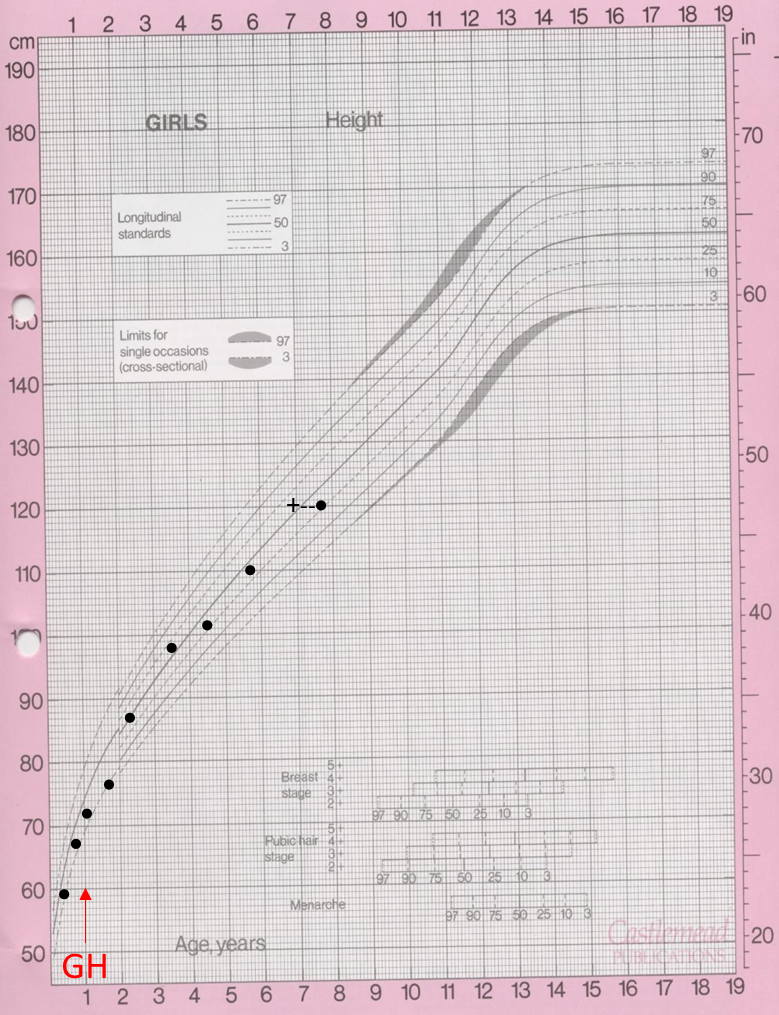 1 2 3 4 5 6 7 8 9 10 11 12 13 14 15 16 17 18 19
cm
in
190
GIRLS Height
180
70
97
90
170
75
50
25
10
3
Longitudinal
standards
97
50
3
160
60
150
Limits for
single occasions
(cross-sectional)
97
3
140
130
50
120
110
40
100
90
80
30
Breast
stage
5+
4+
3+
2+
97 90 75 50 25 10 3
70
Pubic hair
stage
5+
4+
3+
2+
97 90 75 50 25 10 3
60
Menarche
97 90 75 50 25 10 3
50
Age, years
Castlemead
PUBLICATIONS
20
GH
1 2 3 4 5 6 7 8 9 10 11 12 13 14 15 16 17 18 19